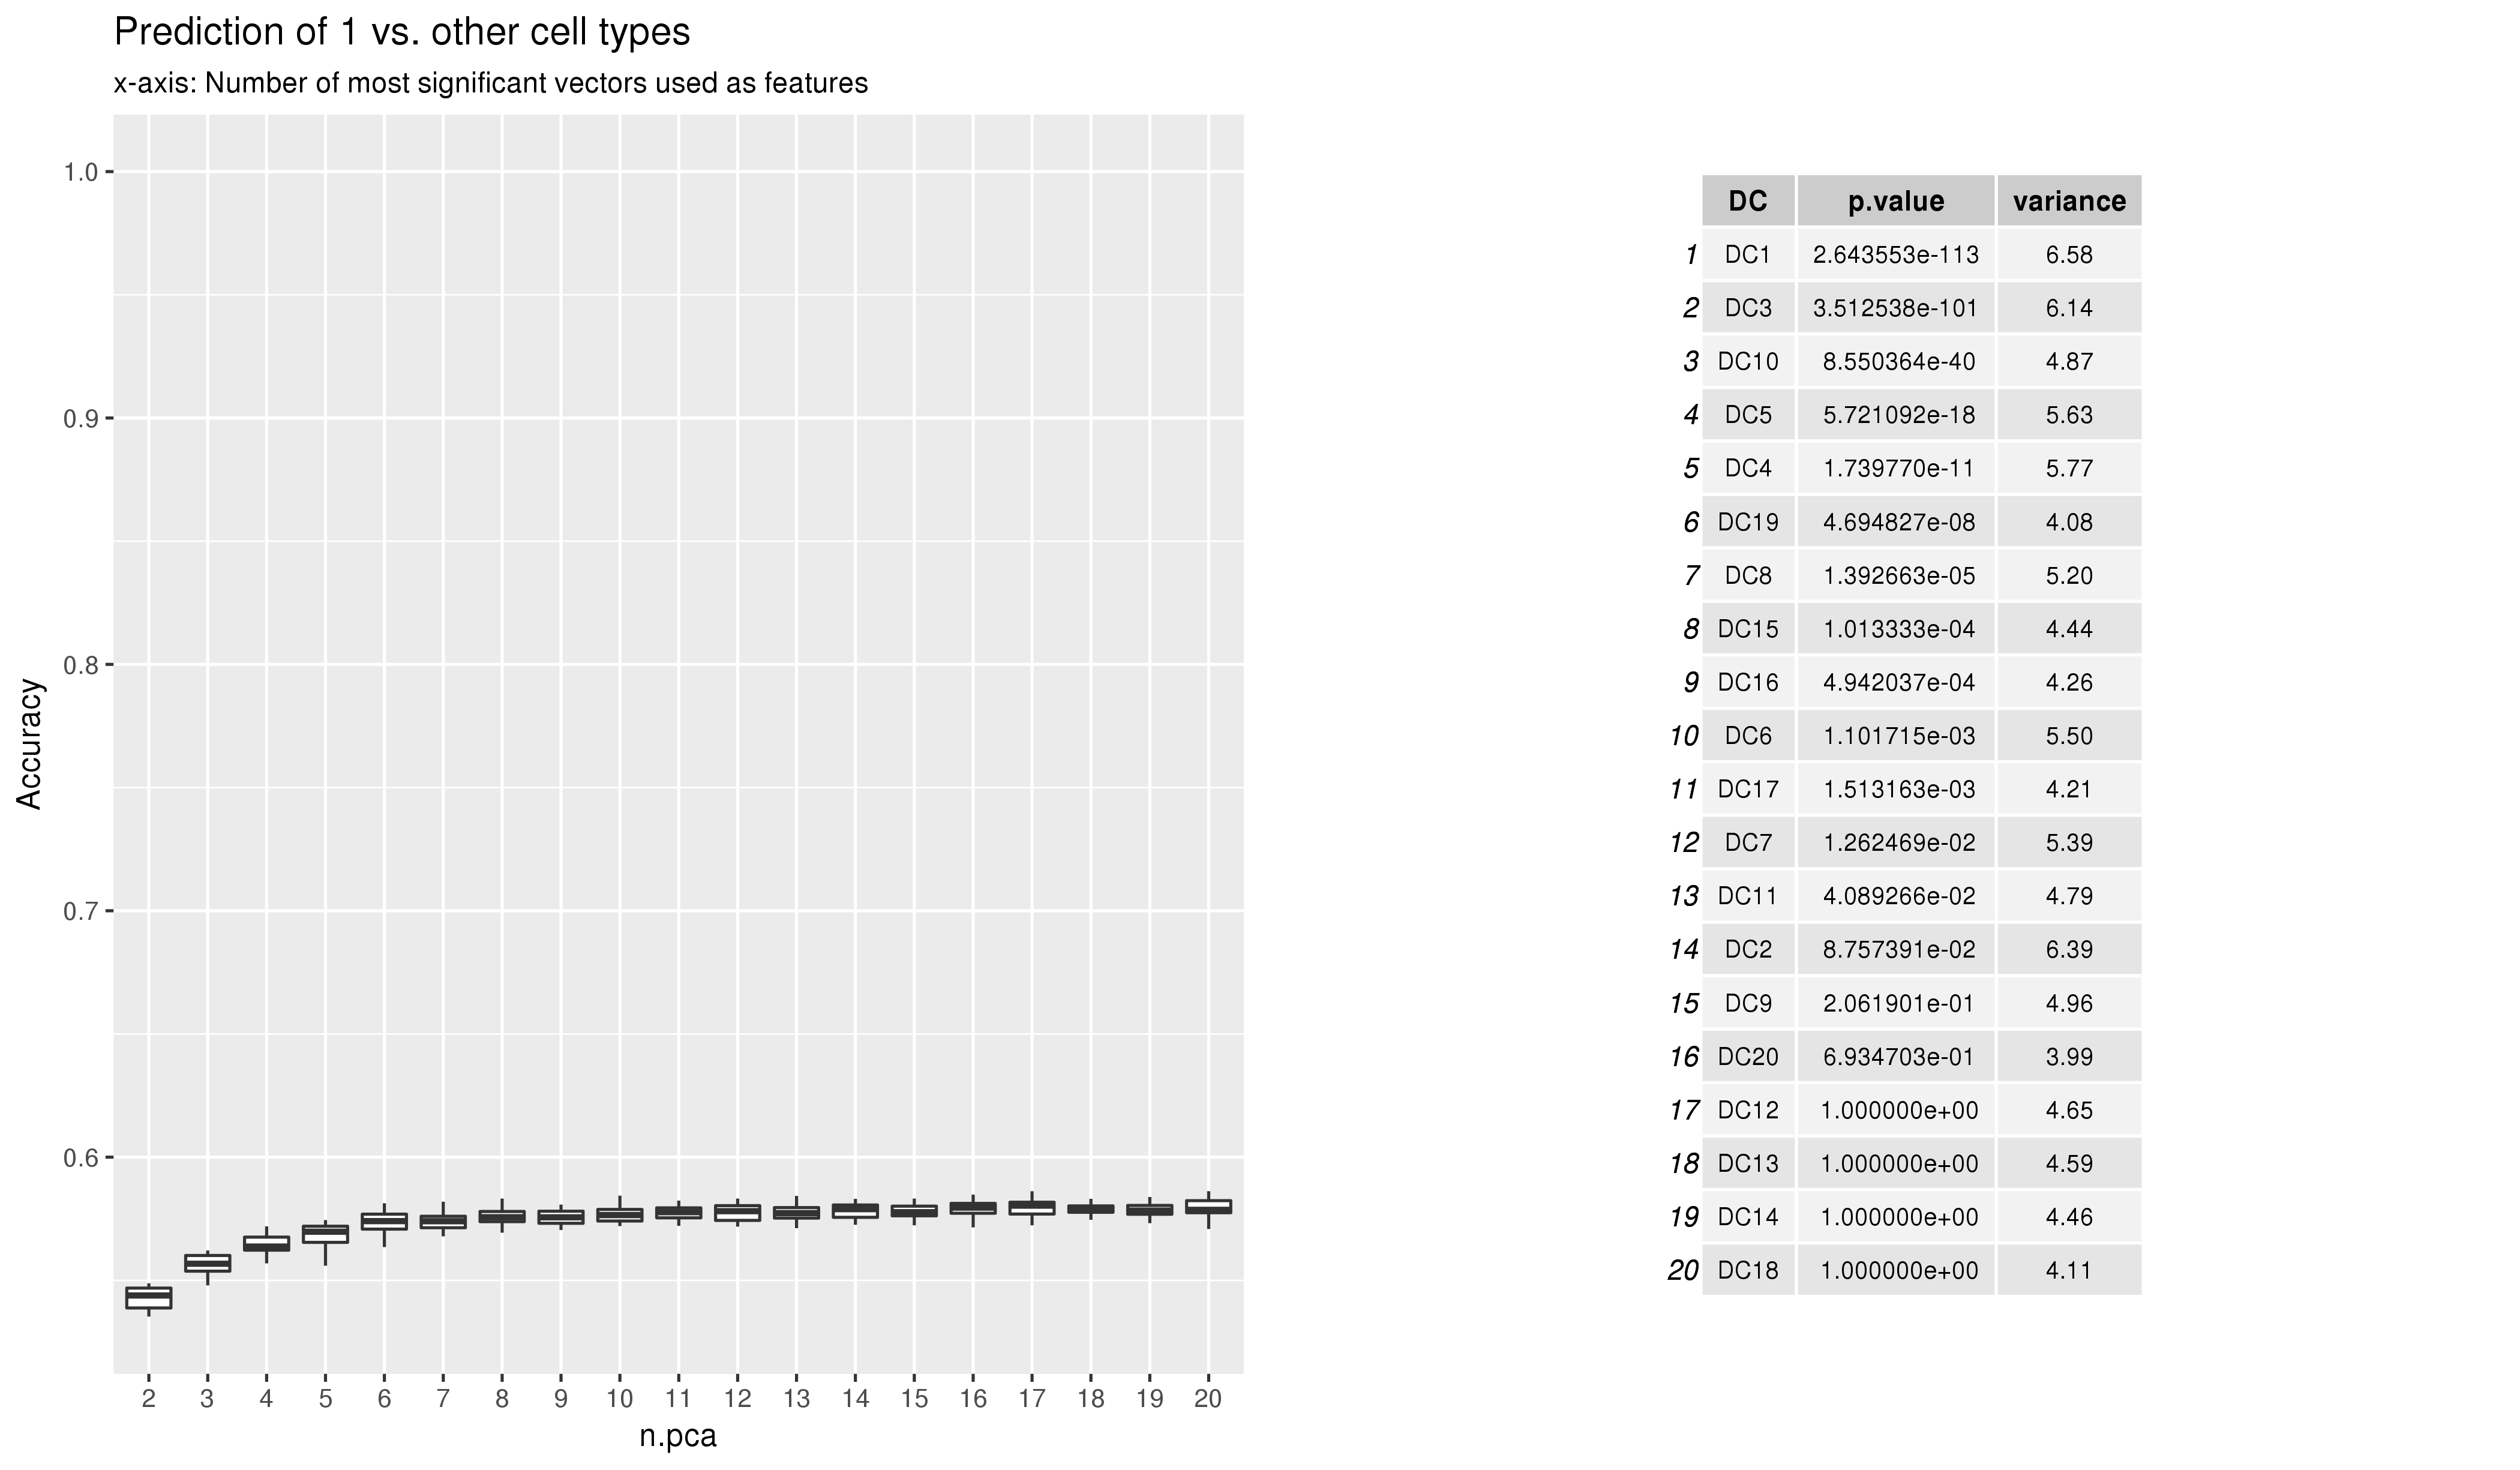 Prediction of 1 vs. other cell types
x-axis: Number of most significant vectors used as features
1.0
0.9
0.8
0.7
0.6
Accuracy
2 3 4 5 6 7 8 9 10 11 12 13 14 15 16 17 18 19 20
n.pca
DC p.value variance
1 DC1 2.643553e-113 6.58
2 DC3 3.512538e-101 6.14
3 DC10 8.550364e-40 4.87
4 DC5 5.721092e-18 5.63
5 DC4 1.739770e-11 5.77
6 DC19 4.694827e-08 4.08
7 DC8 1.392663e-05 5.20
8 DC15 1.013333e-04 4.44
9 DC16 4.942037e-04 4.26
10 DC6 1.101715e-03 5.50
11 DC17 1.513163e-03 4.21
12 DC7 1.262469e-02 5.39
13 DC11 4.089266e-02 4.79
14 DC2 8.757391e-02 6.39
15 DC9 2.061901e-01 4.96
16 DC20 6.934703e-01 3.99
17 DC12 1.000000e+00 4.65
18 DC13 1.000000e+00 4.59
19 DC14 1.000000e+00 4.46
20 DC18 1.000000e+00 4.11